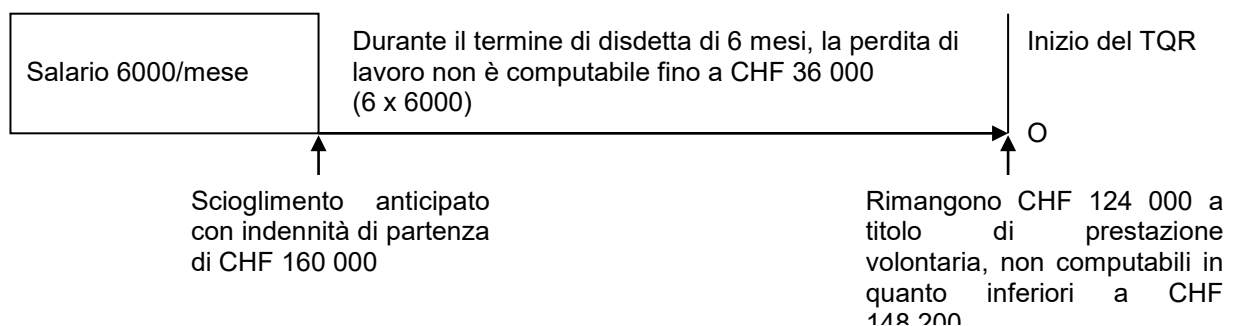 Salario 6000/mese
Durante il termine di disdetta di 6 mesi, la perdita di
lavoro non è computabile fino a CHF 36 000
(6 x 6000)
Inizio del TQR
O
Scioglimento anticipato
con indennità di partenza
di CHF 160 000
Rimangono CHF 124 000 a
titolo di prestazione
volontaria, non computabili in
quanto inferiori a CHF
148 200